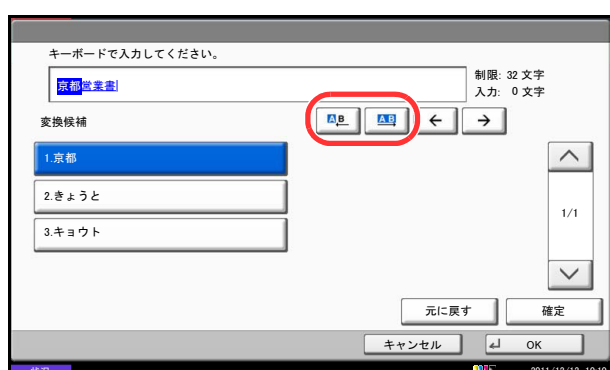 キーボードで入力してください。
京都営業書
制限: 32 文字
入力: 0 文字
変換候補
A B A B ← →
1.京都
2.きょうと
3.キョウト
1/1
元に戻す 確定
キャンセル OK